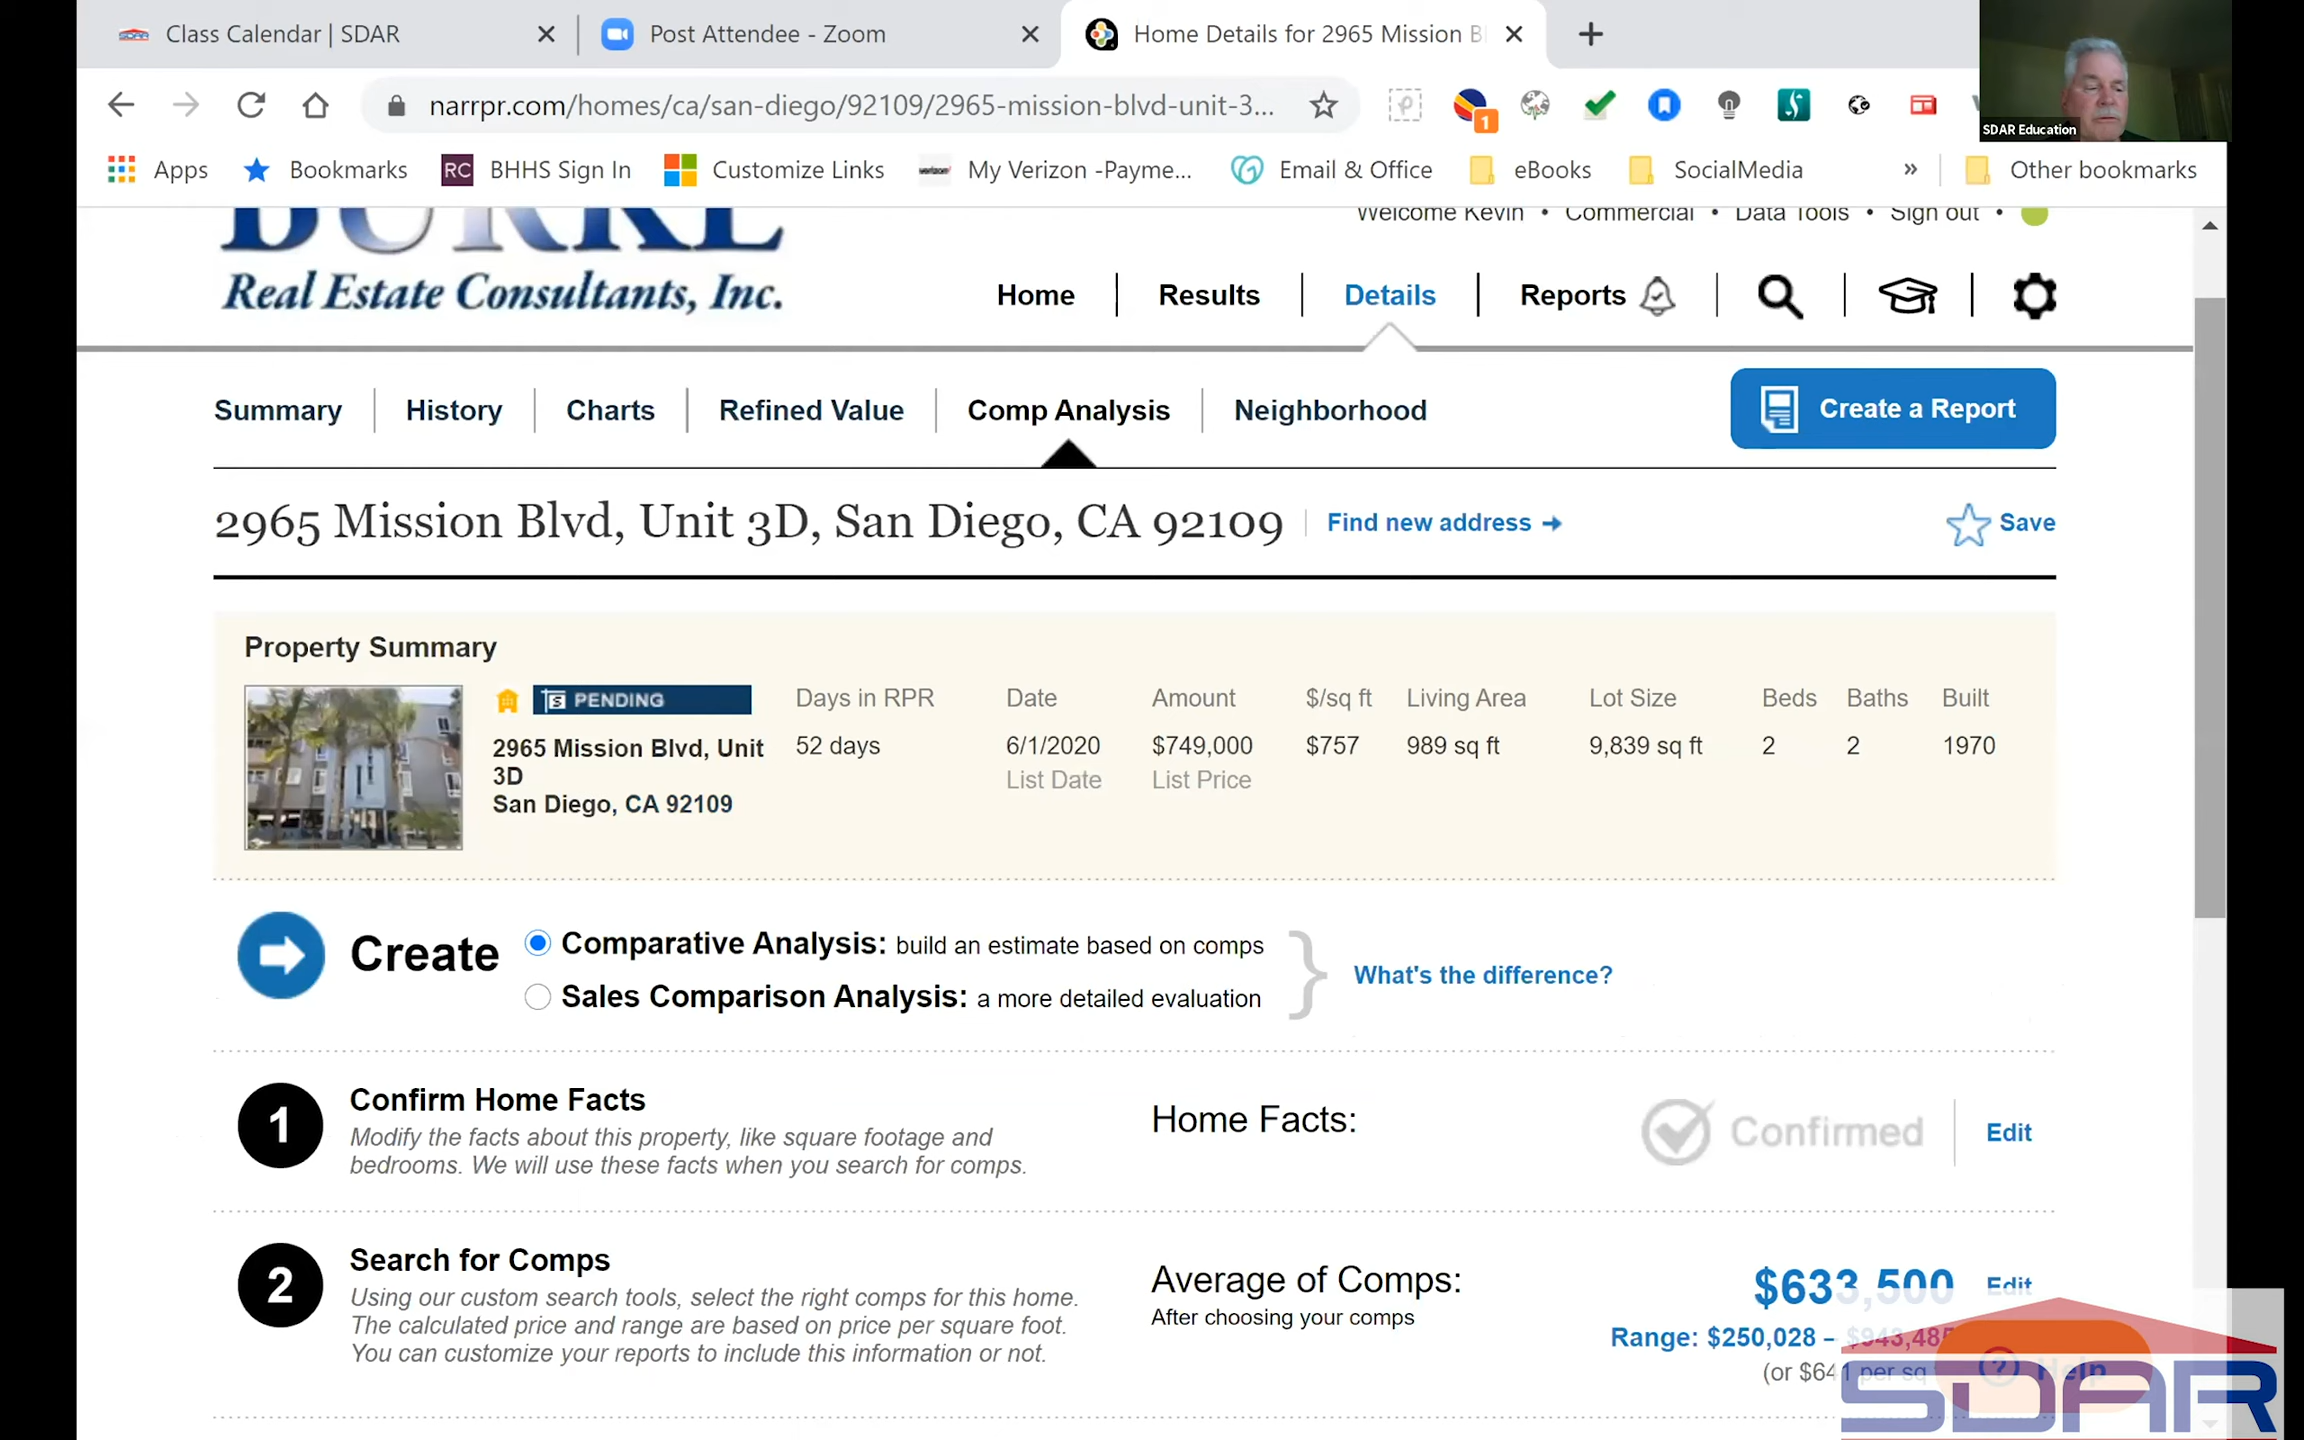 Class Calendar | SDAR
Post Attendee - Zoom
Home Details for 2965 Mission B
narrpr.com/homes/ca/san-diego/92109/2965-mission-blvd-unit-3...
1
SDAR Education
Apps
Bookmarks
RC BHHS Sign In
Customize Links
verizon My Verizon -Payme...
Email & Office
eBooks
SocialMedia
»
Other bookmarks
BURKE
Real Estate Consultants, Inc.
Welcome Kevin • Commercial • Data Tools • Sign out •
Home
Results
Details
Reports
Summary
History
Charts
Refined Value
Comp Analysis
Neighborhood
Create a Report
2965 Mission Blvd, Unit 3D, San Diego, CA 92109
Find new address
Save
Property Summary
PENDING
Days in RPR
Date
Amount
$/sq ft
Living Area
Lot Size
Beds
Baths
Built
2965 Mission Blvd, Unit
3D
San Diego, CA 92109
52 days
6/1/2020
$749,000
$757
989 sq ft
9,839 sq ft
2
2
1970
List Date
List Price
Create
Comparative Analysis: build an estimate based on comps
Sales Comparison Analysis: a more detailed evaluation
What's the difference?
1
Confirm Home Facts
Modify the facts about this property, like square footage and
bedrooms. We will use these facts when you search for comps.
Home Facts:
Confirmed
Edit
2
Search for Comps
Using our custom search tools, select the right comps for this home.
The calculated price and range are based on price per square foot.
You can customize your reports to include this information or not.
Average of Comps:
After choosing your comps
$633,500
Edit
Range: $250,028 –
(or $641 per sq
Help
SDAR